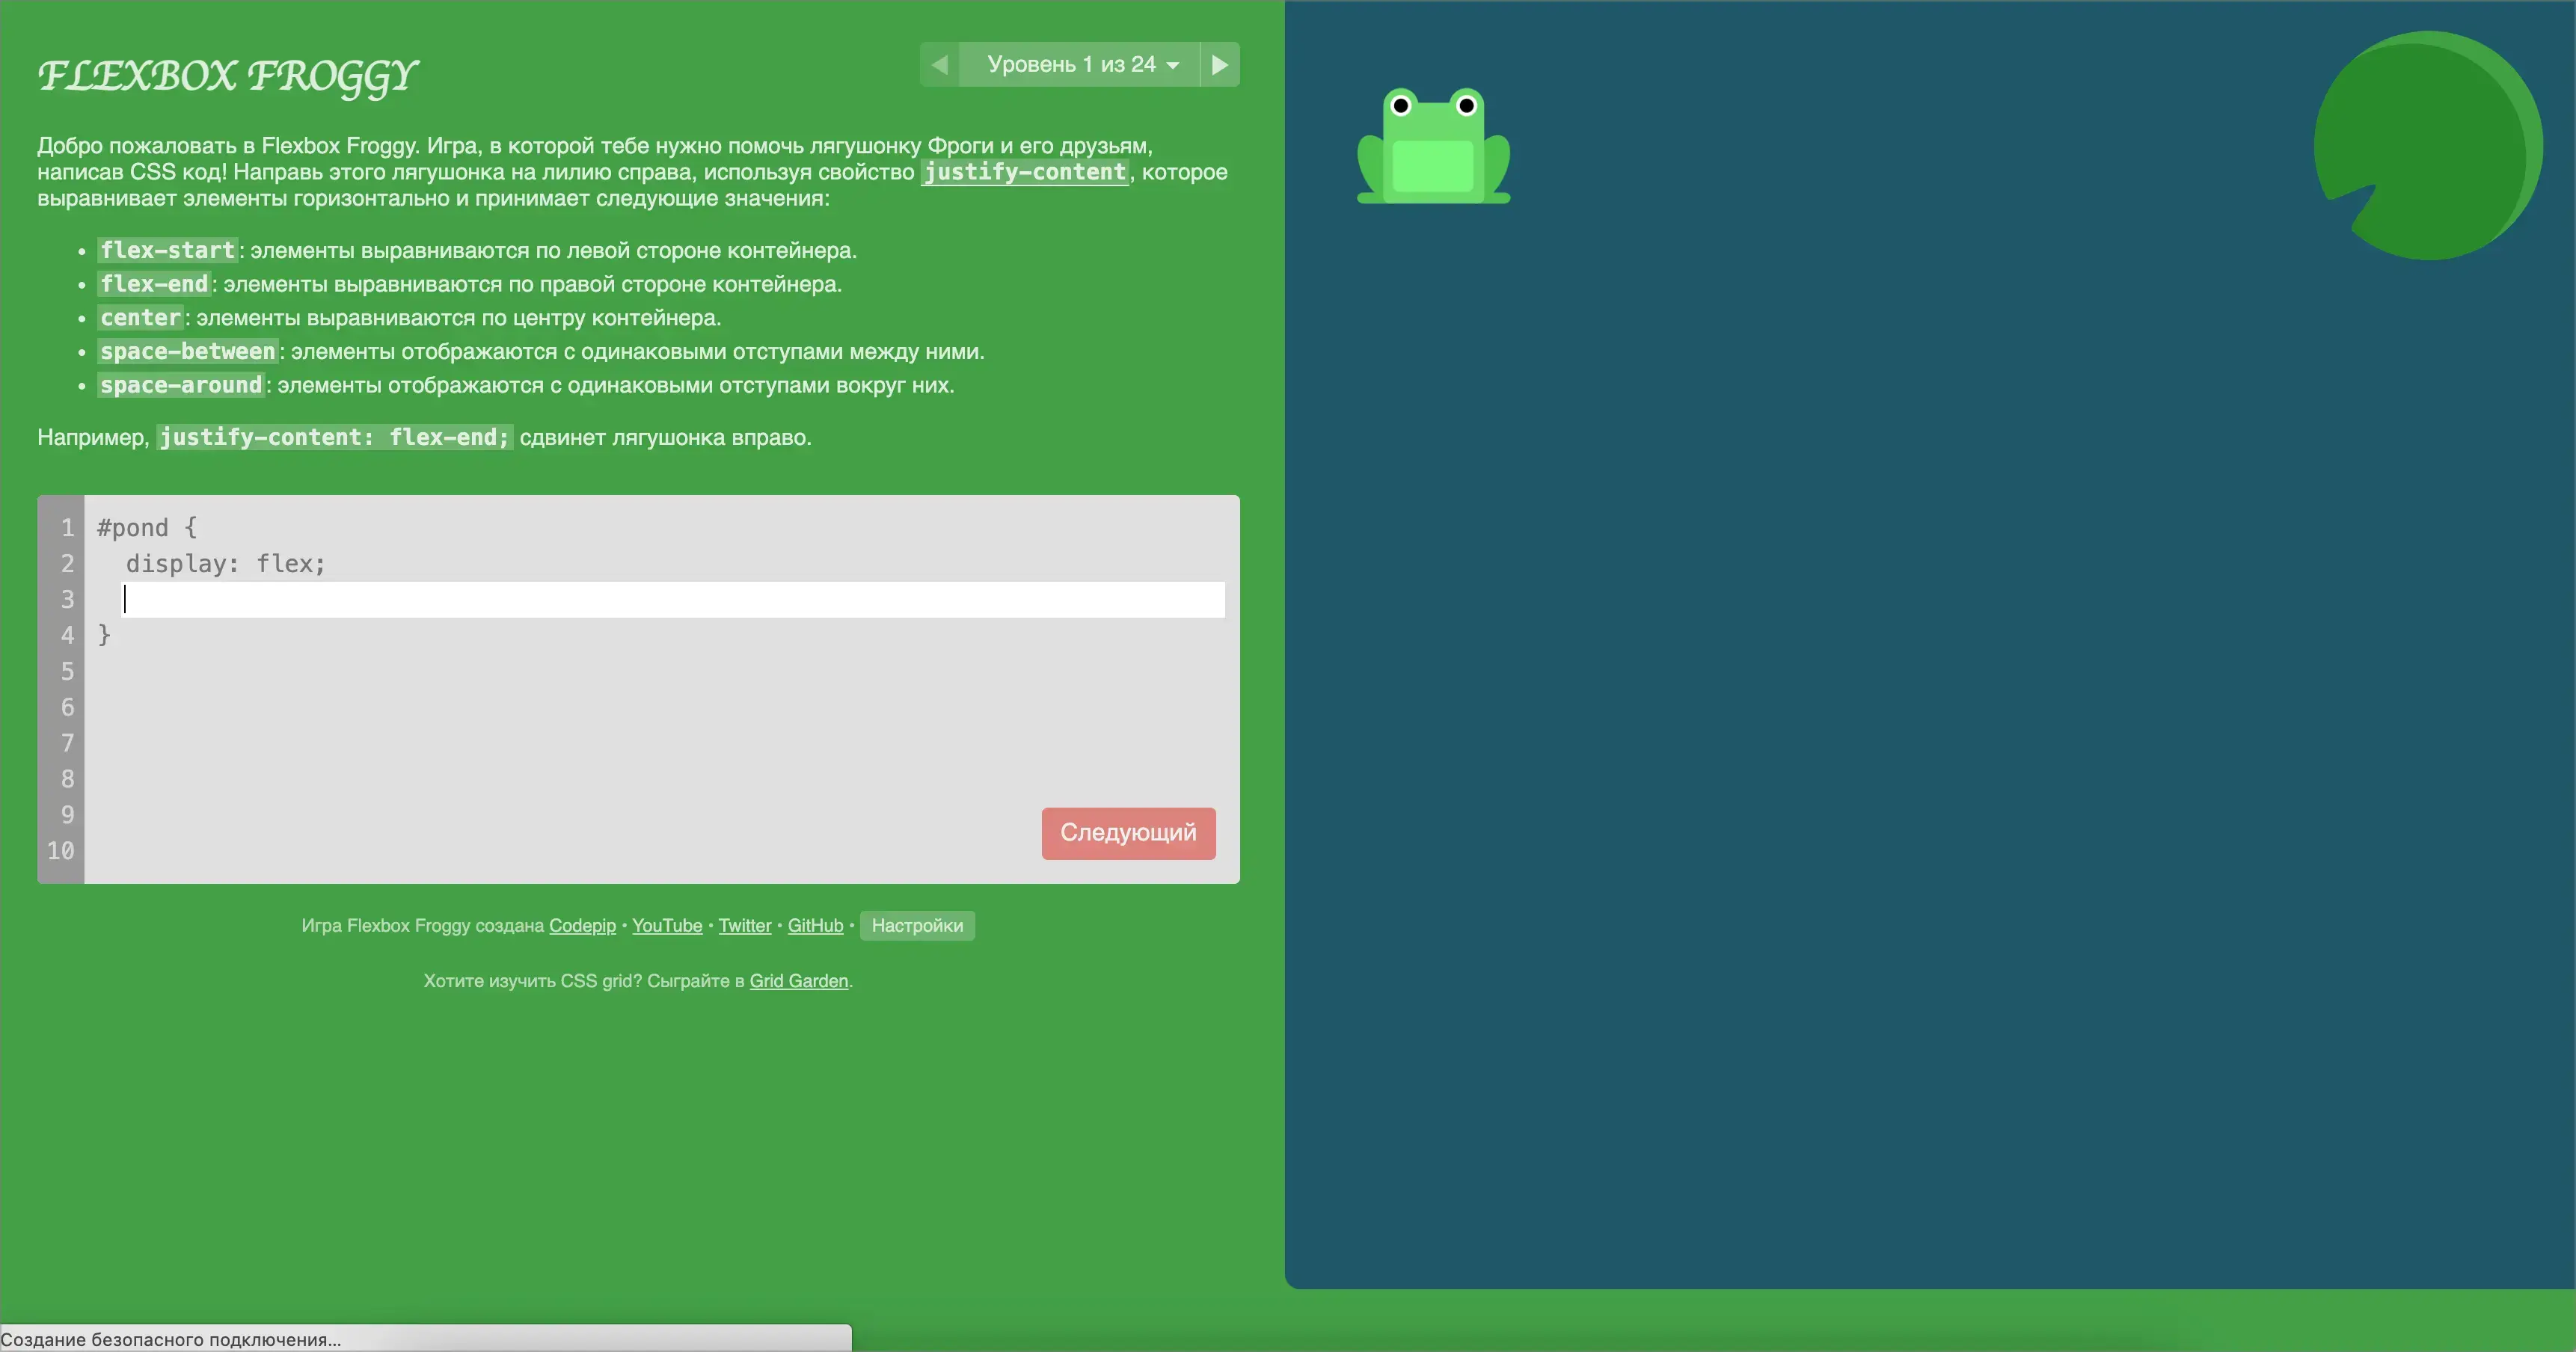 FLEXBOX FROGGY
Уровень 1 из 24
Добро пожаловать в Flexbox Froggy. Игра, в которой тебе нужно помочь лягушонку Фроги и его друзьям,
написав CSS код! Направь этого лягушонка на лилию справа, используя свойство justify-content, которое
выравнивает элементы горизонтально и принимает следующие значения:
• flex-start: элементы выравниваются по левой стороне контейнера.
• flex-end: элементы выравниваются по правой стороне контейнера.
• center: элементы выравниваются по центру контейнера.
• space-between: элементы отображаются с одинаковыми отступами между ними.
• space-around: элементы отображаются с одинаковыми отступами вокруг них.
Например, justify-content: flex-end; сдвинет лягушонка вправо.
1 #pond {
2 display: flex;
3
4 }
5
6
7
8
9
10
Следующий
Игра Flexbox Froggy создана Codepip • YouTube • Twitter • GitHub • Настройки
Хотите изучить CSS grid? Сыграйте в Grid Garden.
Создание безопасного подключения...